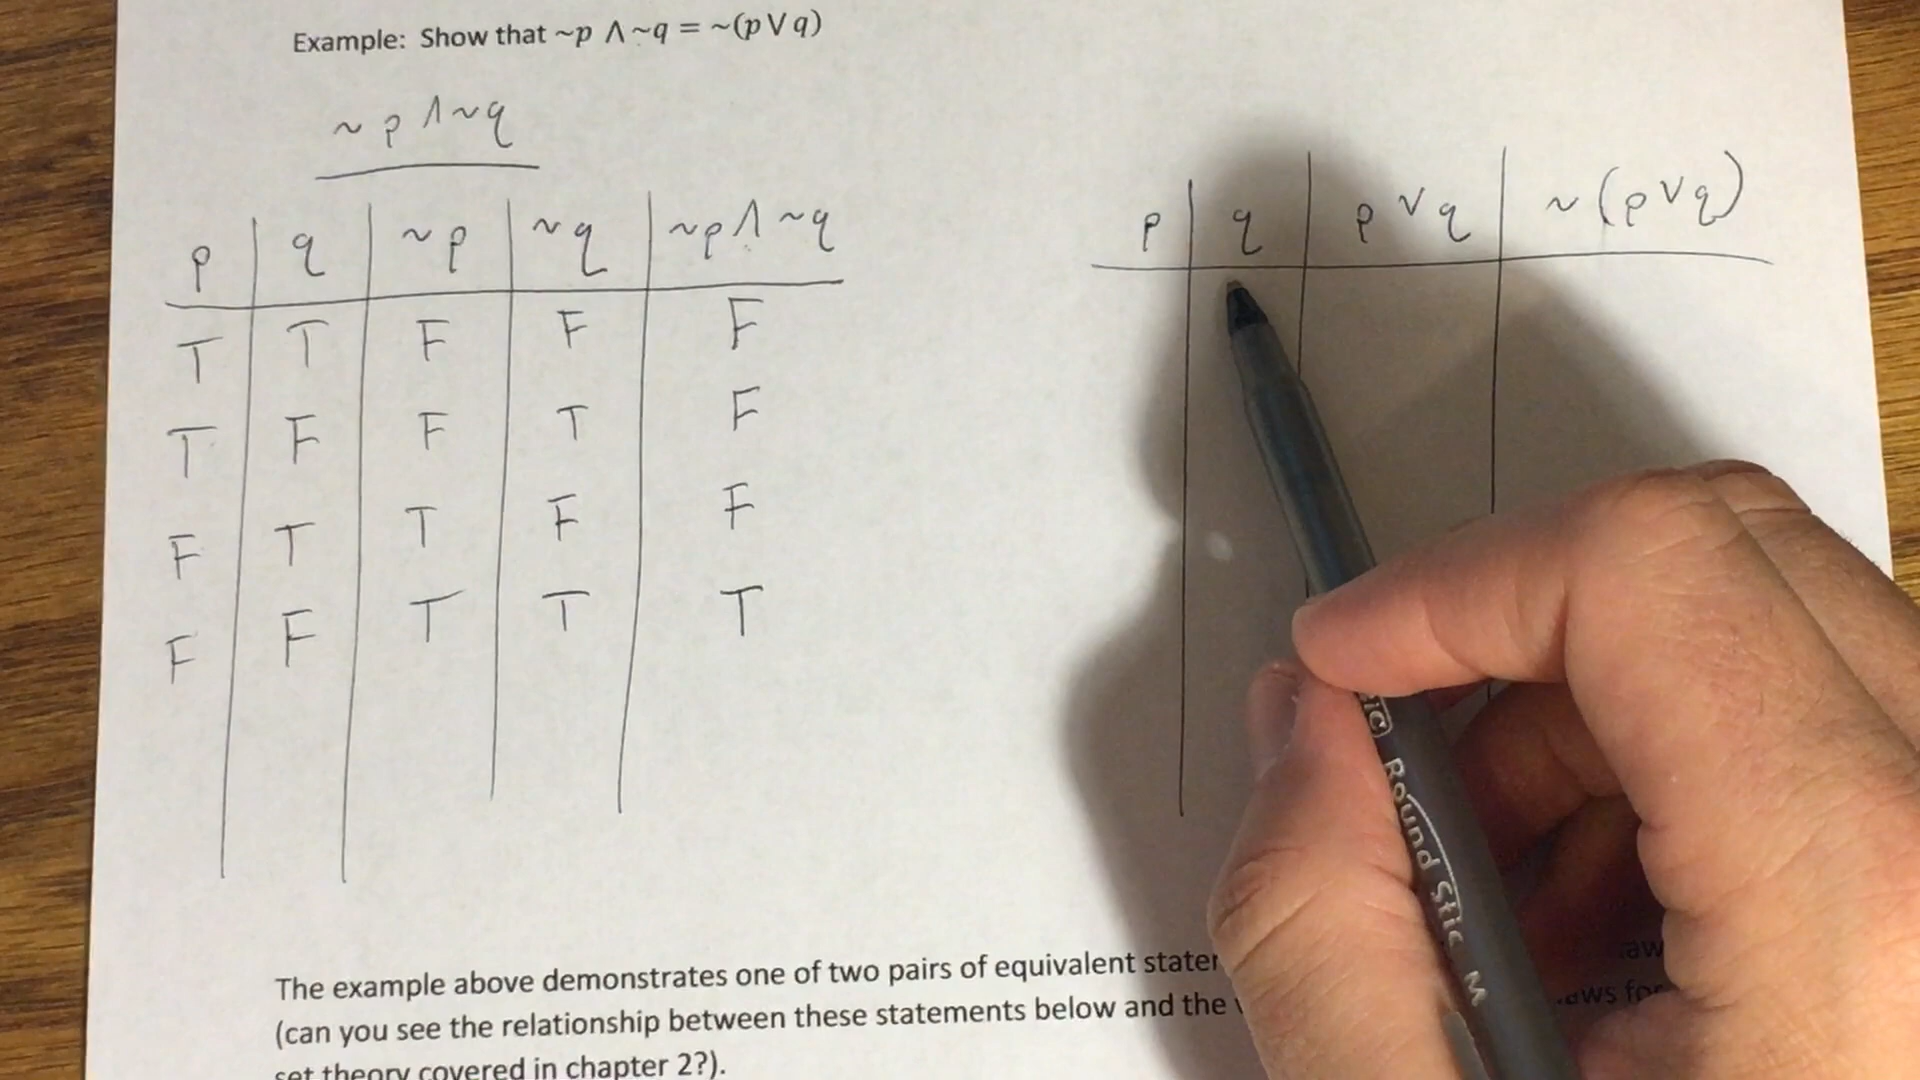 Example: Show that ~p ∧ ~q = ~(p ∨ q)
~p ∧ ~q
p q ~p ~q ~p ∧ ~q
T T F F F
T F F T F
F T T F F
F F T T T
p q p ∨ q ~(p ∨ q)
Round Stic M
The example above demonstrates one of two pairs of equivalent
(can you see the relationship between these statements below and the
set theory covered in chapter 2?).